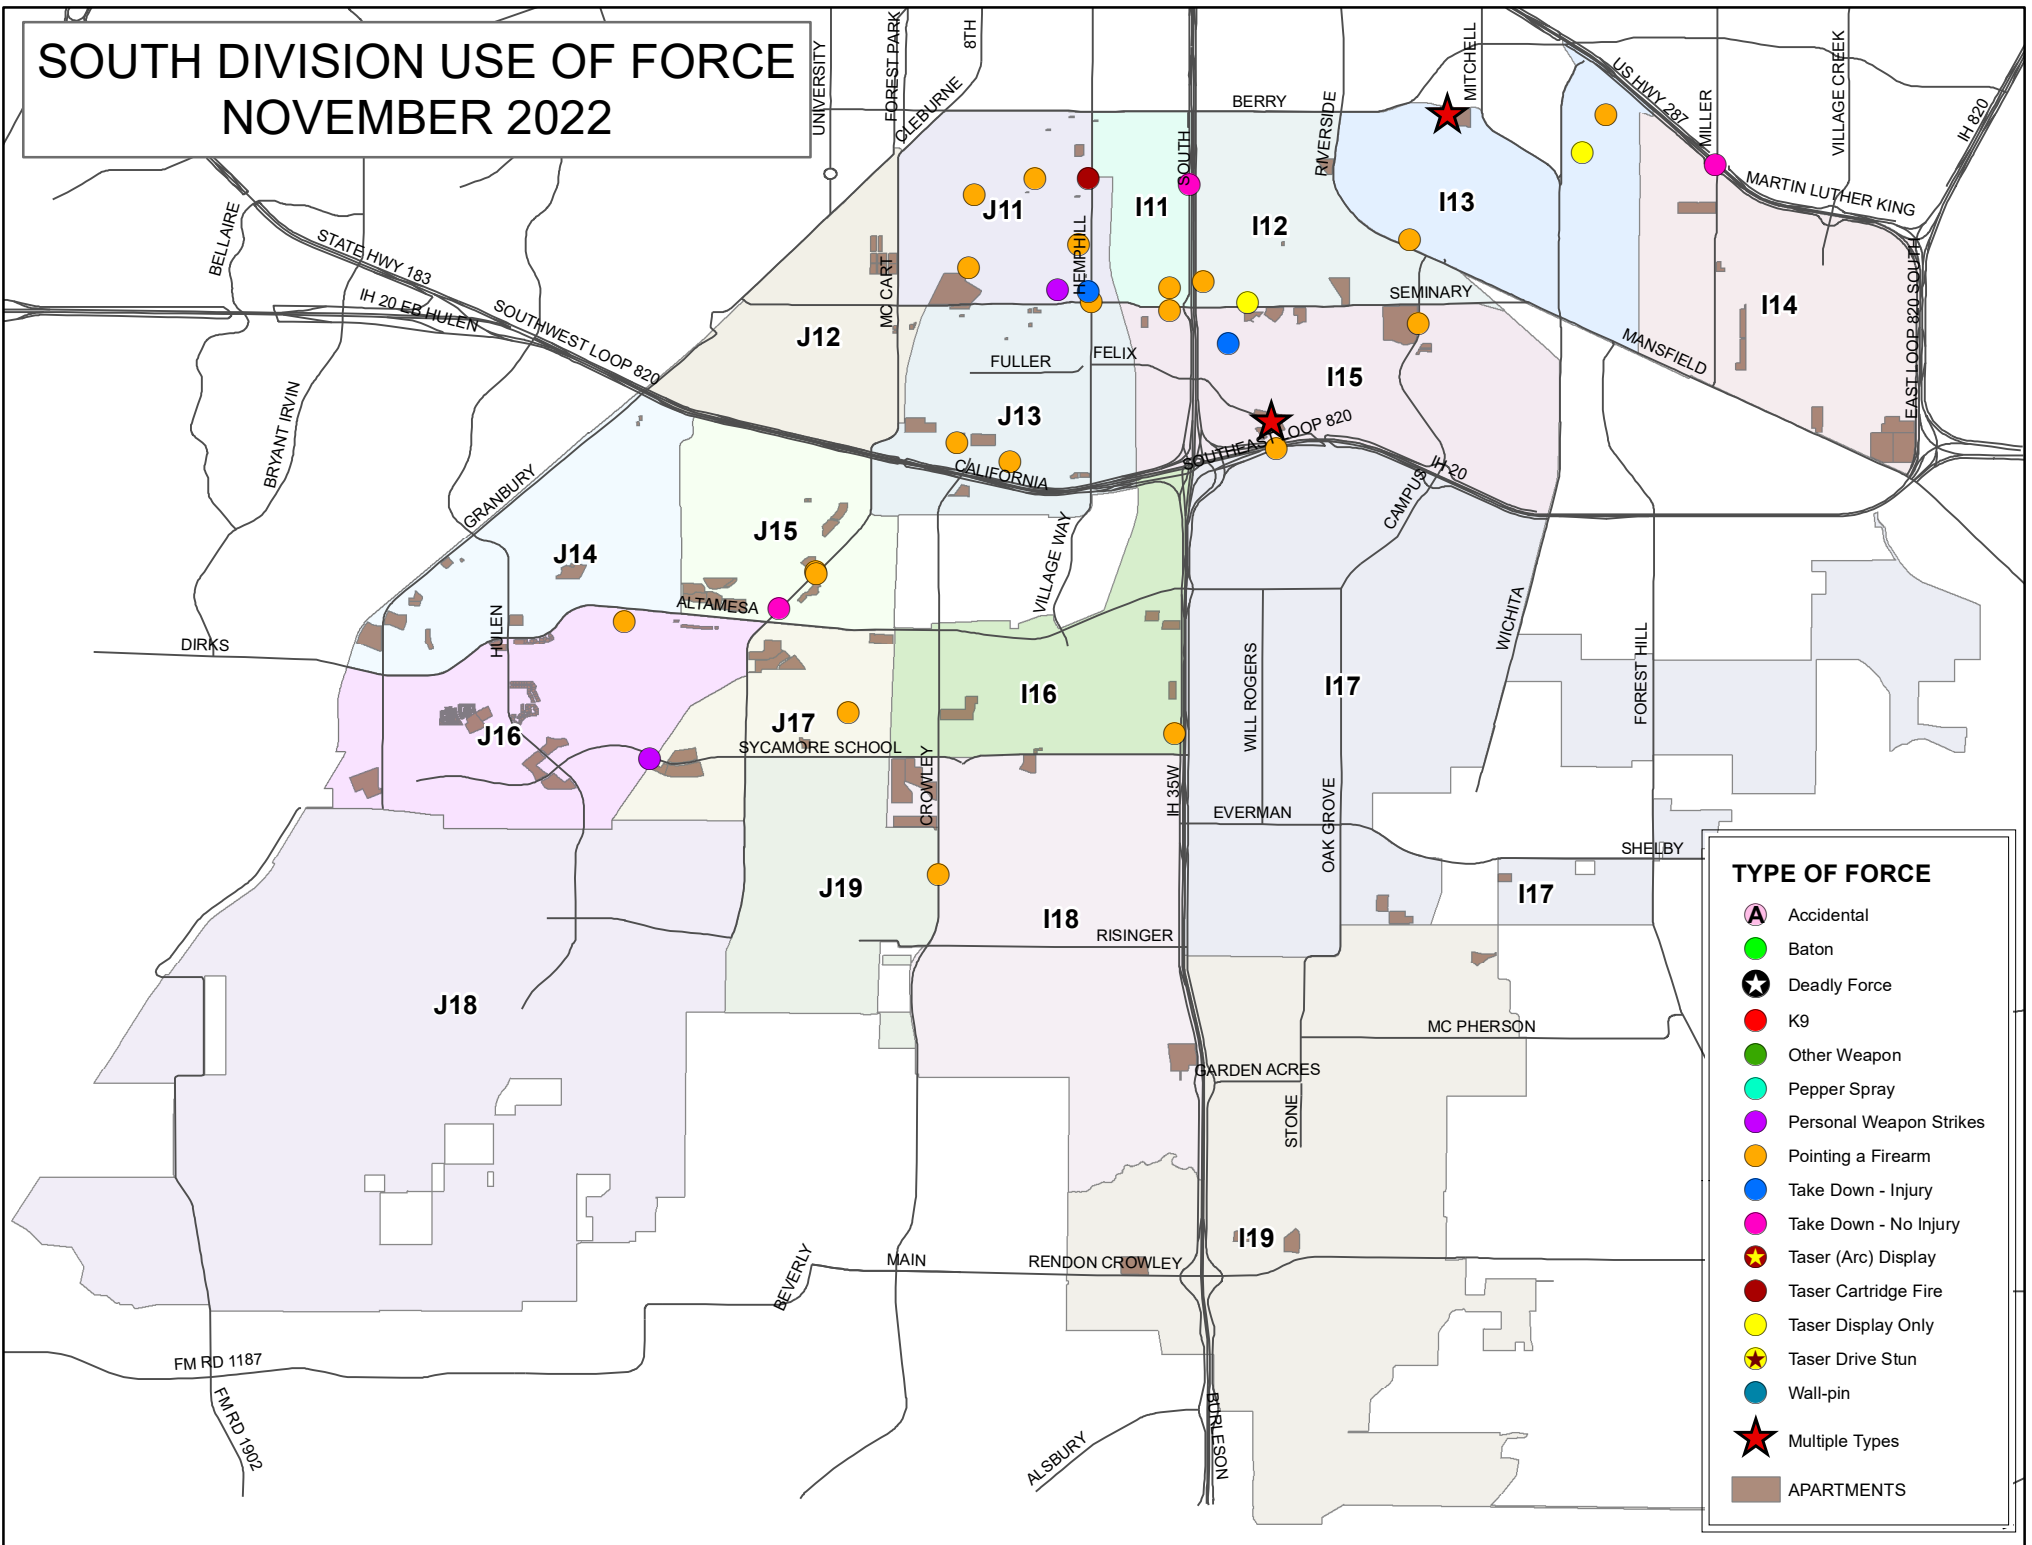 SOUTH DIVISION USE OF FORCE
NOVEMBER 2022
UNIVERSITY
FOREST PARK
8TH
CLEBURNE
BERRY
SOUTH
RIVERSIDE
MITCHELL
US HWY 287
MILLER
VILLAGE CREEK
IH 820
MARTIN LUTHER KING
BELLAIRE
STATE HWY 183
IH 20 EB HULEN
SOUTHWEST LOOP 820
MC CART
HEMPHILL
J11
I11
I12
I13
I14
SEMINARY
MANSFIELD
EAST LOOP 820 SOUTH
J12
FULLER
FELIX
I15
J13
BRYANT IRVIN
GRANBURY
CALIFORNIA
SOUTHEAST LOOP 820
IH 20
CAMPUS
J14
J15
VILLAGE WAY
ALTAMESA
HULEN
DIRKS
WICHITA
FOREST HILL
WILL ROGERS
I17
I16
J16
J17
SYCAMORE SCHOOL
CROWLEY
IH 35W
EVERMAN
OAK GROVE
SHELBY
I17
J19
I18
RISINGER
J18
MC PHERSON
GARDEN ACRES
STONE
I19
MAIN
RENDON CROWLEY
BEVERLY
FM RD 1187
FM RD 1902
ALSBURY
BURLESON
TYPE OF FORCE
A Accidental
Baton
Deadly Force
K9
Other Weapon
Pepper Spray
Personal Weapon Strikes
Pointing a Firearm
Take Down - Injury
Take Down - No Injury
Taser (Arc) Display
Taser Cartridge Fire
Taser Display Only
Taser Drive Stun
Wall-pin
Multiple Types
APARTMENTS